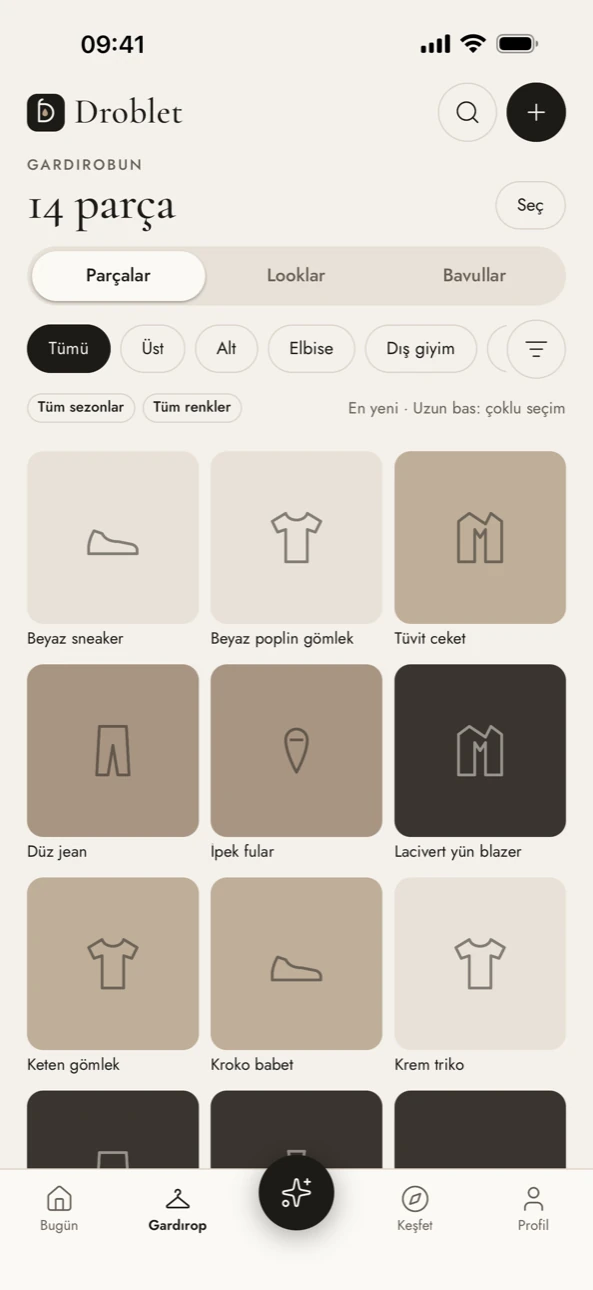 09:41
Droblet
GARDIROBUN
14 parça
Seç
Parçalar Looklar Bavullar
Tümü Üst Alt Elbise Dış giyim
Tüm sezonlar Tüm renkler En yeni · Uzun bas: çoklu seçim
Beyaz sneaker Beyaz poplin gömlek Tüvit ceket
Düz jean İpek fular Lacivert yün blazer
Keten gömlek Kroko babet Krem triko
Bugün Gardırop Keşfet Profil